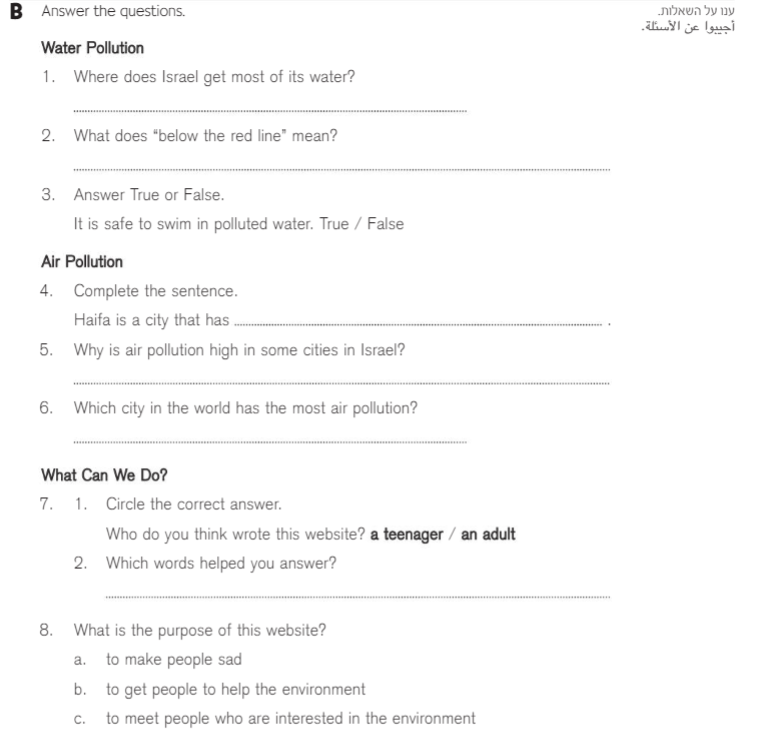 B Answer the questions.
ענו על השאלות.
أجيبوا عن الأسئلة.
Water Pollution
1. Where does Israel get most of its water?
2. What does “below the red line” mean?
3. Answer True or False.
It is safe to swim in polluted water. True / False
Air Pollution
4. Complete the sentence.
Haifa is a city that has .
5. Why is air pollution high in some cities in Israel?
6. Which city in the world has the most air pollution?
What Can We Do?
7. 1. Circle the correct answer.
Who do you think wrote this website? a teenager / an adult
2. Which words helped you answer?
8. What is the purpose of this website?
a. to make people sad
b. to get people to help the environment
c. to meet people who are interested in the environment